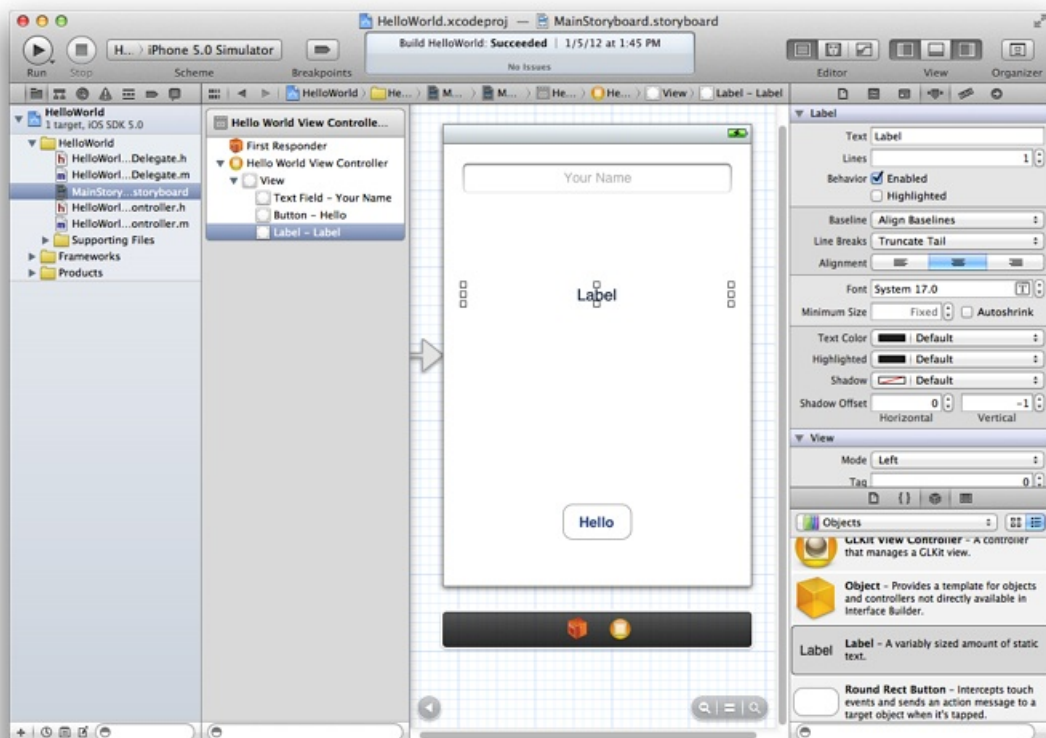 HelloWorld.xcodeproj — MainStoryboard.storyboard
H... iPhone 5.0 Simulator
Build HelloWorld: Succeeded | 1/5/12 at 1:45 PM
No Issues
Run Stop Scheme Breakpoints Editor View Organizer
HelloWorld He... M... M... He... He... View Label – Label
HelloWorld
1 target, iOS SDK 5.0
HelloWorld
HelloWorl...Delegate.h
HelloWorl...Delegate.m
MainStory...storyboard
HelloWorl...ontroller.h
HelloWorl...ontroller.m
Supporting Files
Frameworks
Products
Hello World View Controlle...
First Responder
Hello World View Controller
View
Text Field – Your Name
Button – Hello
Label – Label
Your Name
Label
Hello
Label
Text Label
Lines 1
Behavior Enabled
Highlighted
Baseline Align Baselines
Line Breaks Truncate Tail
Alignment
Font System 17.0 T
Minimum Size Fixed Autoshrink
Text Color Default
Highlighted Default
Shadow Default
Shadow Offset 0 -1
Horizontal Vertical
View
Mode Left
Tag 0
{}
Objects
GLKit View Controller – A controller
that manages a GLKit view.
Object – Provides a template for objects
and controllers not directly available in
Interface Builder.
Label
Label – A variably sized amount of static
text.
Round Rect Button – Intercepts touch
events and sends an action message to a
target object when it's tapped.